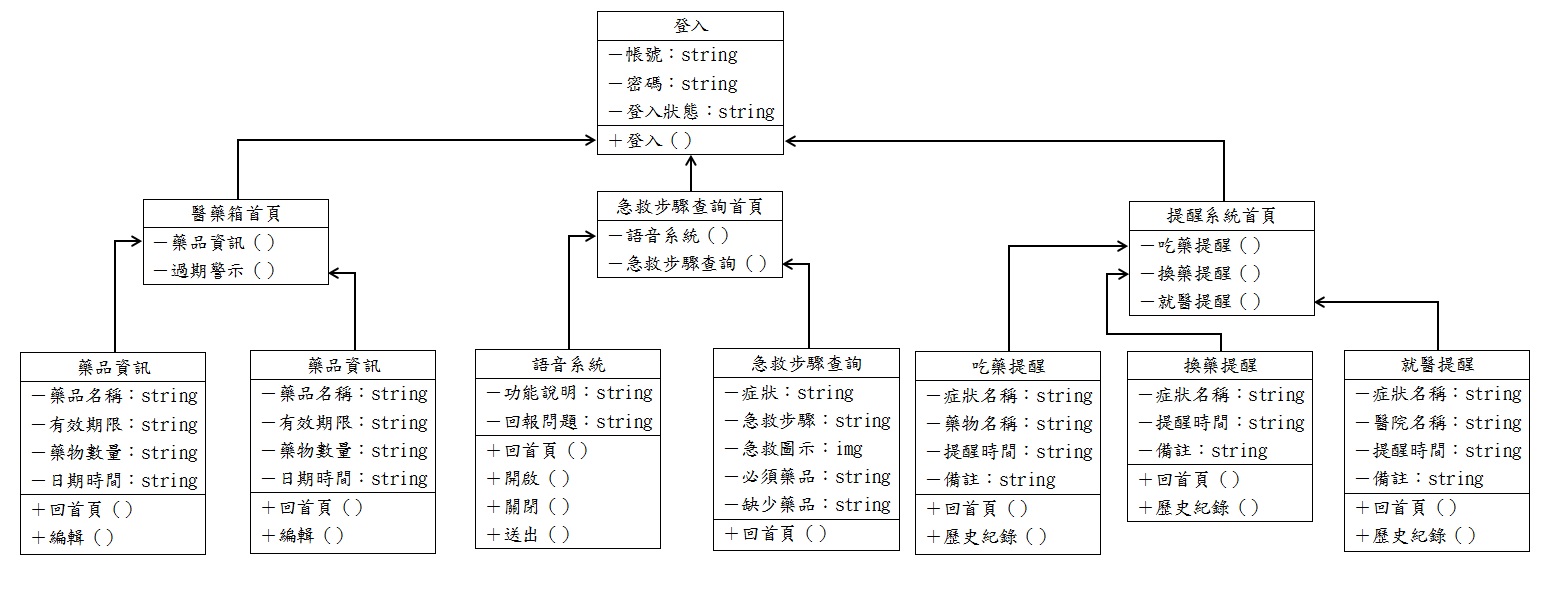 登入
－帳號：string
－密碼：string
－登入狀態：string
＋登入（）
醫藥箱首頁
－藥品資訊（）
－過期警示（）
急救步驟查詢首頁
－語音系統（）
－急救步驟查詢（）
提醒系統首頁
－吃藥提醒（）
－換藥提醒（）
－就醫提醒（）
藥品資訊
－藥品名稱：string
－有效期限：string
－藥物數量：string
－日期時間：string
＋回首頁（）
＋編輯（）
藥品資訊
－藥品名稱：string
－有效期限：string
－藥物數量：string
－日期時間：string
＋回首頁（）
＋編輯（）
語音系統
－功能說明：string
－回報問題：string
＋回首頁（）
＋開啟（）
＋關閉（）
＋送出（）
急救步驟查詢
－症狀：string
－急救步驟：string
－急救圖示：img
－必須藥品：string
－缺少藥品：string
＋回首頁（）
吃藥提醒
－症狀名稱：string
－藥物名稱：string
－提醒時間：string
－備註：string
＋回首頁（）
＋歷史紀錄（）
換藥提醒
－症狀名稱：string
－提醒時間：string
－備註：string
＋回首頁（）
＋歷史紀錄（）
就醫提醒
－症狀名稱：string
－醫院名稱：string
－提醒時間：string
－備註：string
＋回首頁（）
＋歷史紀錄（）